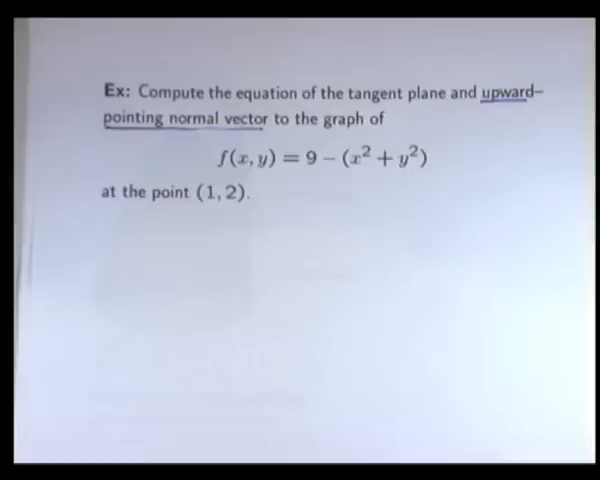 Ex: Compute the equation of the tangent plane and upward–
pointing normal vector to the graph of
f(x, y) = 9 − (x² + y²)
at the point (1, 2).